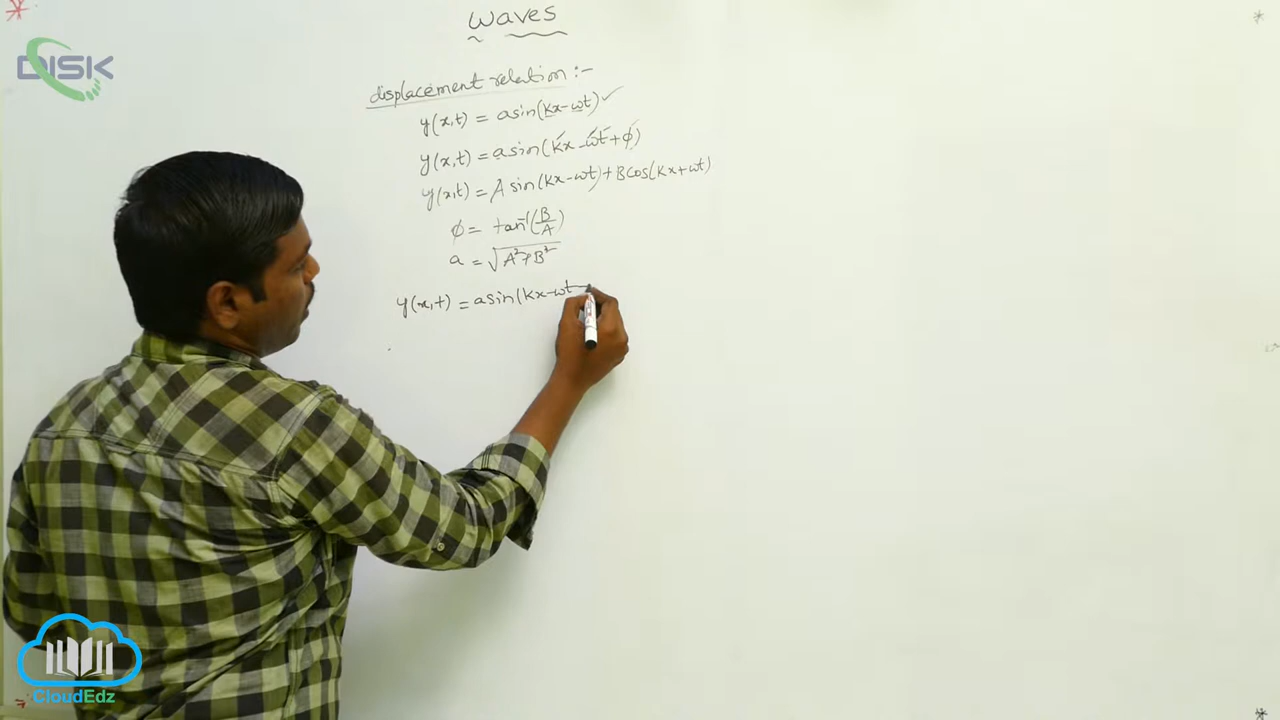 waves
DISK
displacement relation :-
y(x,t) = a sin(kx-ωt) ✓
y(x,t) = a sin(kx-ωt+φ)
y(x,t) = A sin(kx-ωt)+B cos(kx+ωt)
φ = tan⁻¹(B/A)
a = √A²+B²
y(x,t) = a sin(kx-ωt
CloudEdz